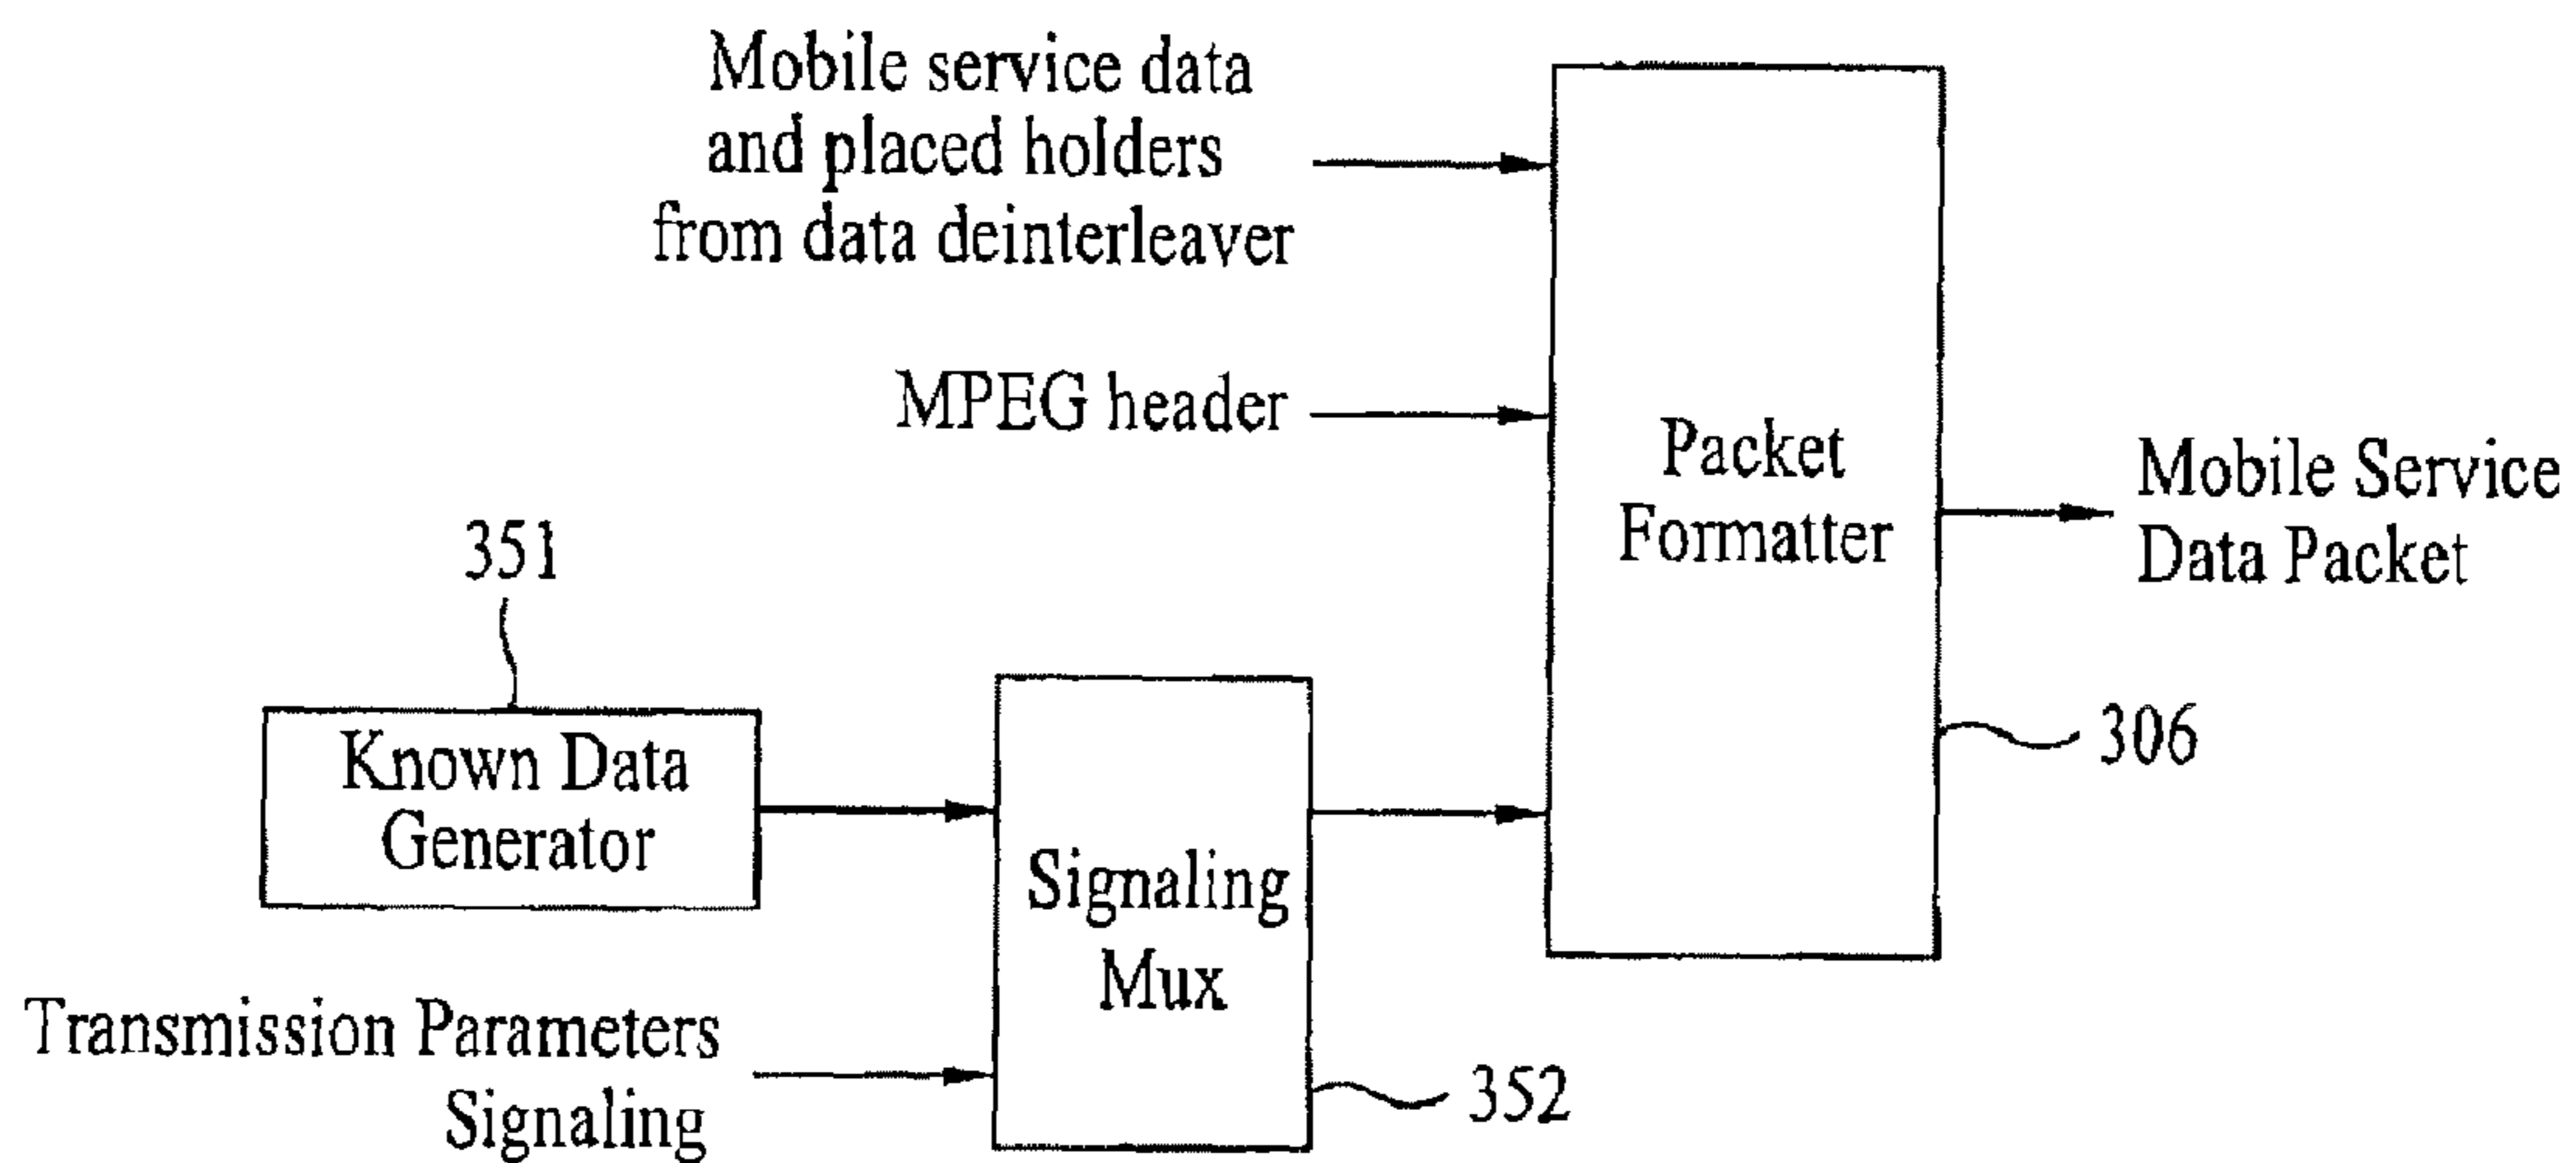 Mobile service data
and placed holders
from data deinterleaver
MPEG header
Packet
Formatter
Mobile Service
Data Packet
351
306
Known Data
Generator
Signaling
Mux
Transmission Parameters
Signaling
352